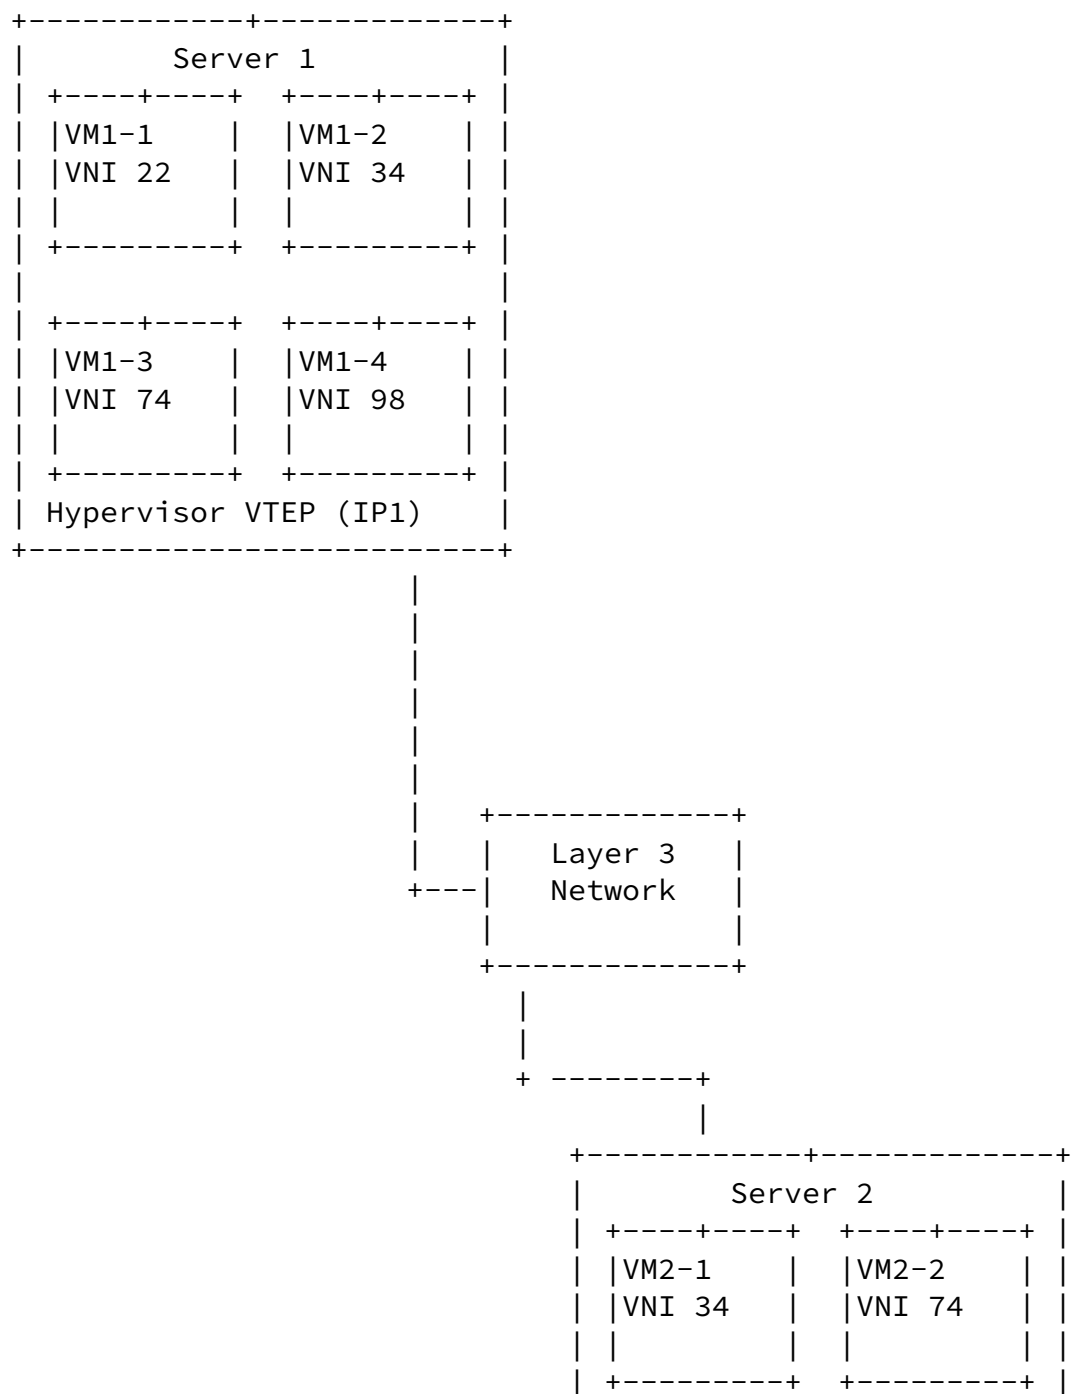 Server 1
VM1-1 VM1-2
VNI 22 VNI 34
VM1-3 VM1-4
VNI 74 VNI 98
Hypervisor VTEP (IP1)
Layer 3
Network
Server 2
VM2-1 VM2-2
VNI 34 VNI 74